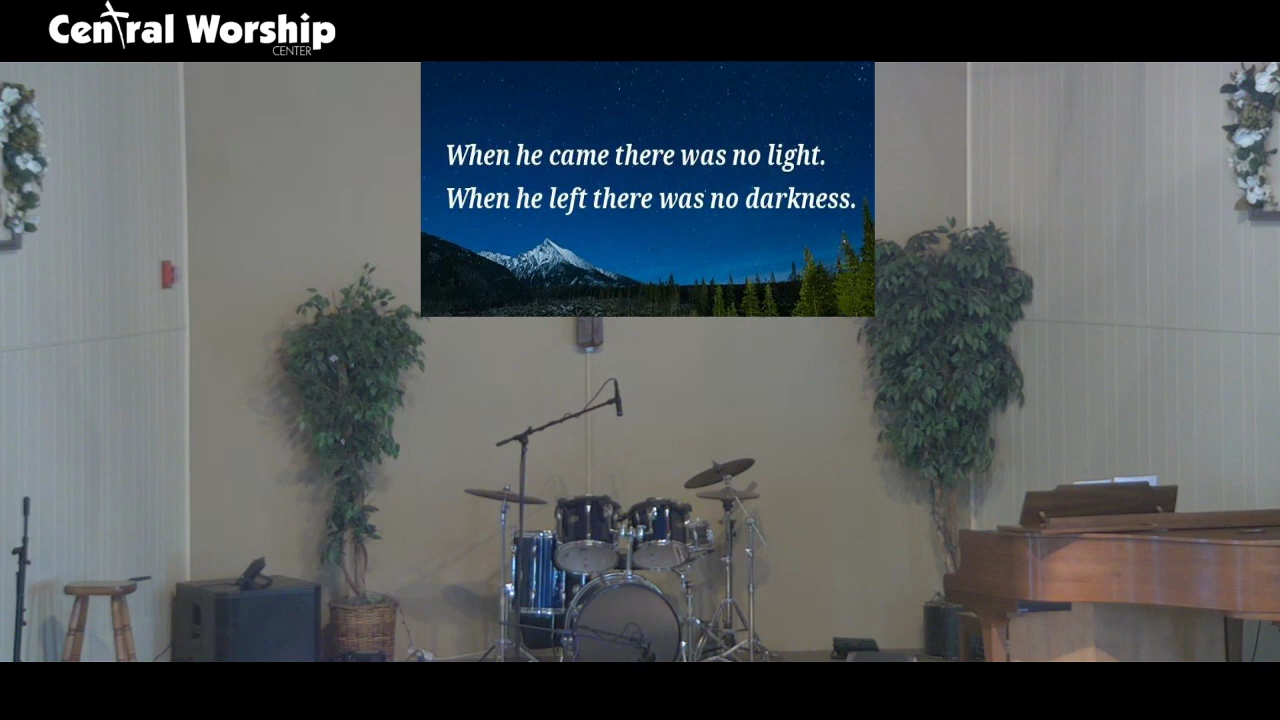 Central Worship
CENTER
When he came there was no light.
When he left there was no darkness.